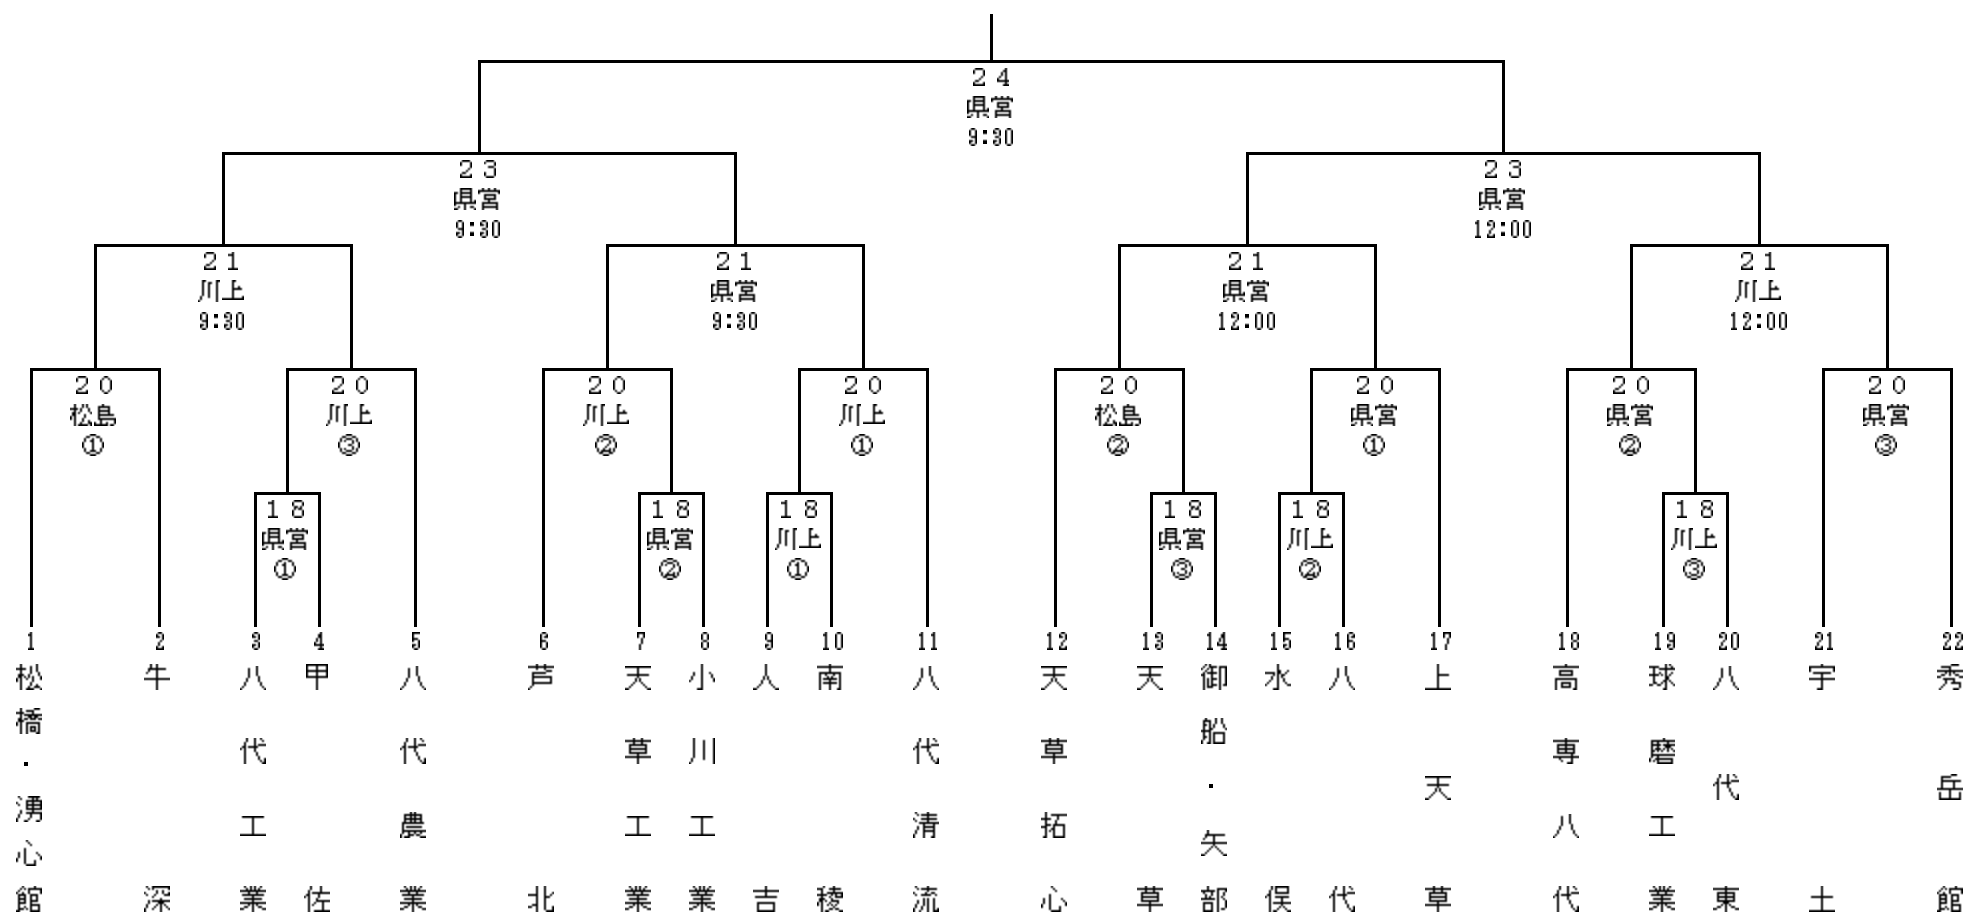 ２４
県営
9:30
２３
県営
9:30
２３
県営
12:00
２１
川上
9:30
２１
県営
9:30
２１
県営
12:00
２１
川上
12:00
２０
松島
①
２０
川上
③
２０
川上
②
２０
川上
①
２０
松島
②
２０
県営
①
２０
県営
②
２０
県営
③
１８
県営
①
１８
県営
②
１８
川上
①
１８
県営
③
１８
川上
②
１８
川上
③
1
松橋・湧心館
2
牛深
3
八代工業
4
甲佐
5
八代農業
6
芦北
7
天草工業
8
小川工業
9
人吉
10
南稜
11
八代清流
12
天草拓心
13
天草
14
御船・矢部
15
水俣
16
八代
17
上天草
18
高専八代
19
球磨工業
20
八代東
21
宇土
22
秀岳館